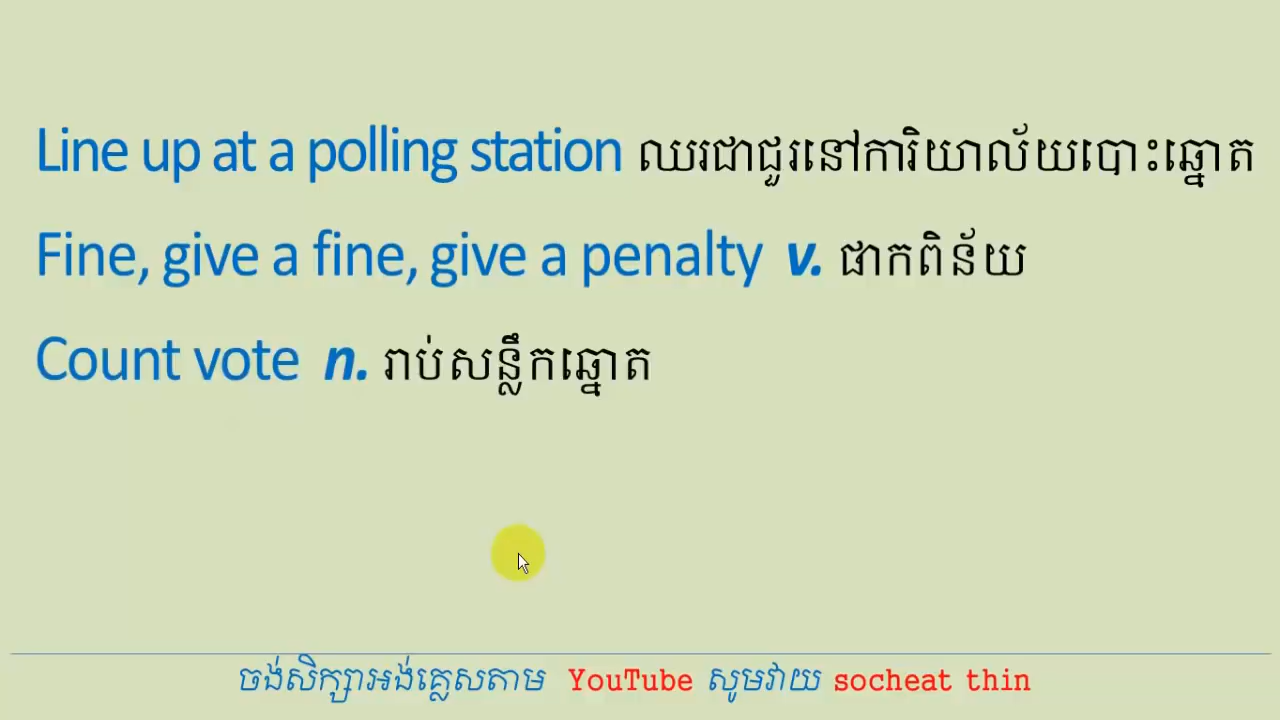 Line up at a polling station ឈរជាជួរនៅការិយាល័យបោះឆ្នោត
Fine, give a fine, give a penalty v. ផាកពិន័យ
Count vote n. រាប់សន្លឹកឆ្នោត
ចង់សិក្សាអង់គ្លេសតាម YouTube សូមវាយ socheat thin